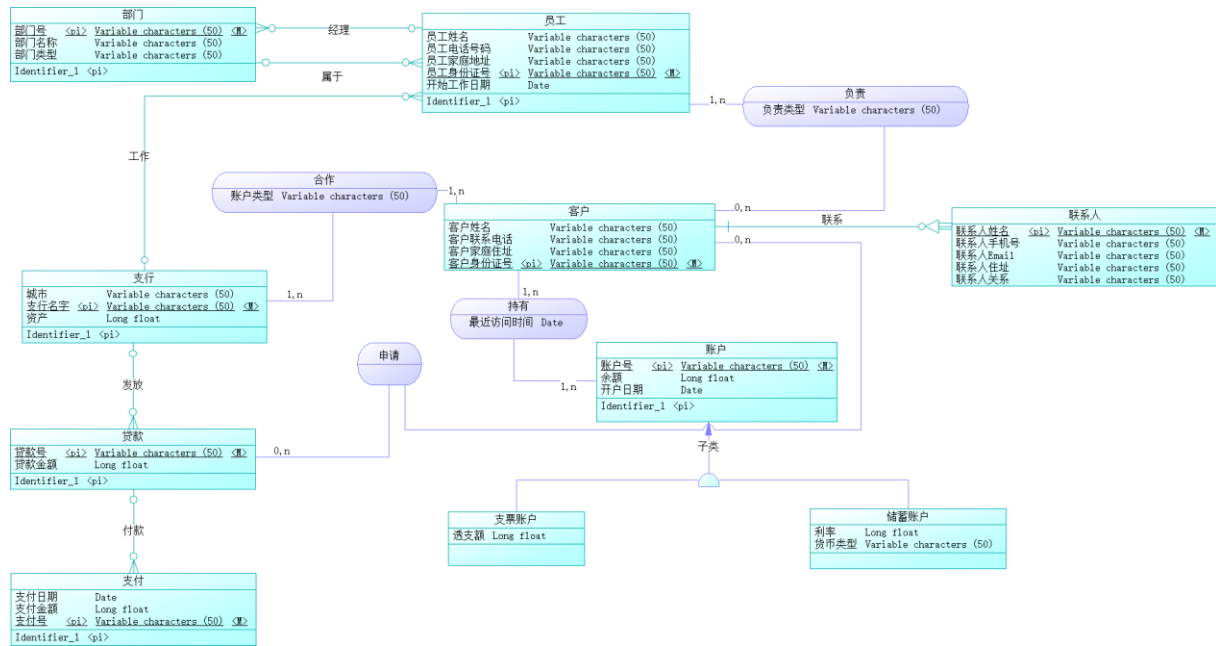 部门
部门号 <pi> Variable characters (50) <M>
部门名称 Variable characters (50)
部门类型 Variable characters (50)
Identifier_1 <pi>
经理
属于
员工
员工姓名 Variable characters (50)
员工电话号码 Variable characters (50)
员工家庭地址 Variable characters (50)
员工身份证号 <pi> Variable characters (50) <M>
开始工作日期 Date
Identifier_1 <pi>
1,n
负责
负责类型 Variable characters (50)
工作
合作
账户类型 Variable characters (50)
1,n
0,n
客户
客户姓名 Variable characters (50)
客户联系电话 Variable characters (50)
客户家庭住址 Variable characters (50)
客户身份证号 <pi> Variable characters (50) <M>
联系
0,n
联系人
联系人姓名 <pi> Variable characters (50) <M>
联系人手机号 Variable characters (50)
联系人Email Variable characters (50)
联系人住址 Variable characters (50)
联系人关系 Variable characters (50)
支行
城市 Variable characters (50)
支行名字 <pi> Variable characters (50) <M>
资产 Long float
Identifier_1 <pi>
1,n
1,n
持有
最近访问时间 Date
1,n
申请
账户
账户号 <pi> Variable characters (50) <M>
余额 Long float
开户日期 Date
Identifier_1 <pi>
发放
贷款
贷款号 <pi> Variable characters (50) <M>
贷款金额 Long float
Identifier_1 <pi>
0,n
子类
付款
支票账户
透支额 Long float
储蓄账户
利率 Long float
货币类型 Variable characters (50)
支付
支付日期 Date
支付金额 Long float
支付号 <pi> Variable characters (50) <M>
Identifier_1 <pi>